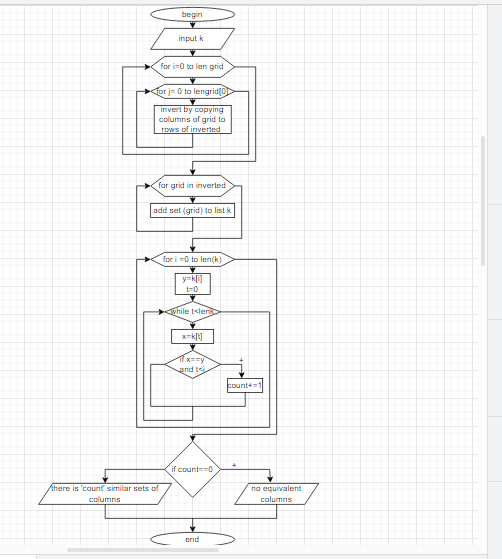 begin
input k
for i=0 to len grid
for j= 0 to lengrid[0]
invert by copying
columns of grid to
rows of inverted
for grid in inverted
add set (grid) to list k
for i =0 to len(k)
y=k[i]
t=0
while t<lenk
x=k[t]
if x==y
and t<i
+
count+=1
if count==0
+
there is 'count' similar sets of
columns
no equivalent
columns
end